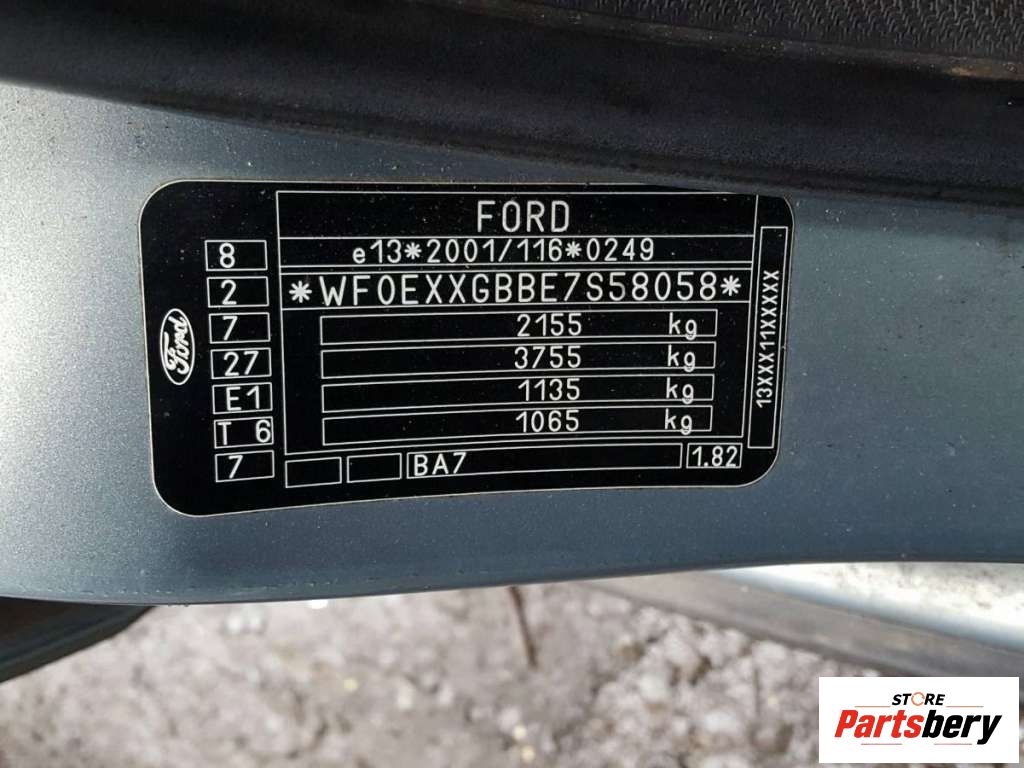 FORD
e13*2001/116*0249
*WF0EXXGBBE7S58058*
2155 kg
3755 kg
1135 kg
1065 kg
BA7
1.82
8
2
7
27
E1
T 6
7
Ford
13XXX11XXXXXX
STORE
Partsbery